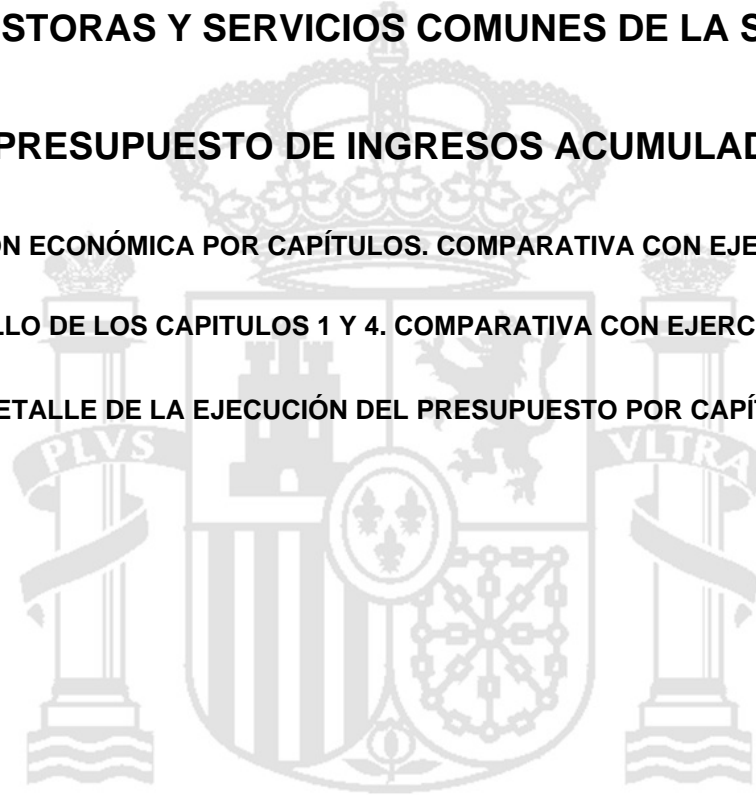 STORAS Y SERVICIOS COMUNES DE LA S
PRESUPUESTO DE INGRESOS ACUMULAD
ÓN ECONÓMICA POR CAPÍTULOS. COMPARATIVA CON EJE
LLO DE LOS CAPITULOS 1 Y 4. COMPARATIVA CON EJERC
ETALLE DE LA EJECUCIÓN DEL PRESUPUESTO POR CAPÍ
PLVS
VLTRA